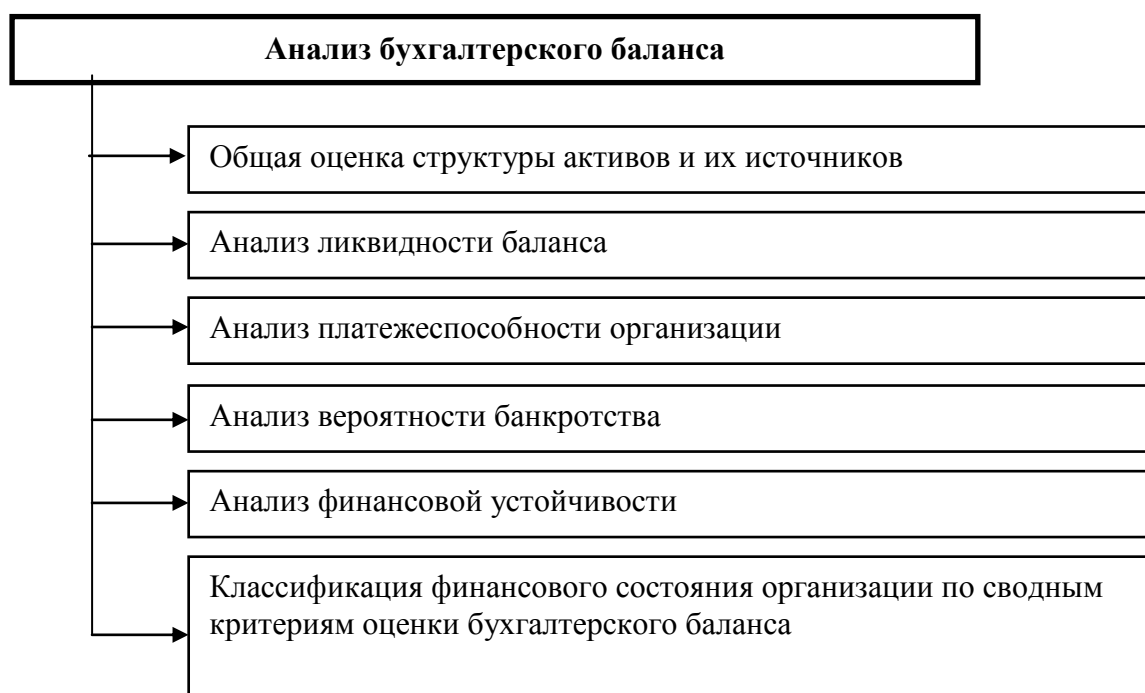 Анализ бухгалтерского баланса
Общая оценка структуры активов и их источников
Анализ ликвидности баланса
Анализ платежеспособности организации
Анализ вероятности банкротства
Анализ финансовой устойчивости
Классификация финансового состояния организации по сводным
критериям оценки бухгалтерского баланса